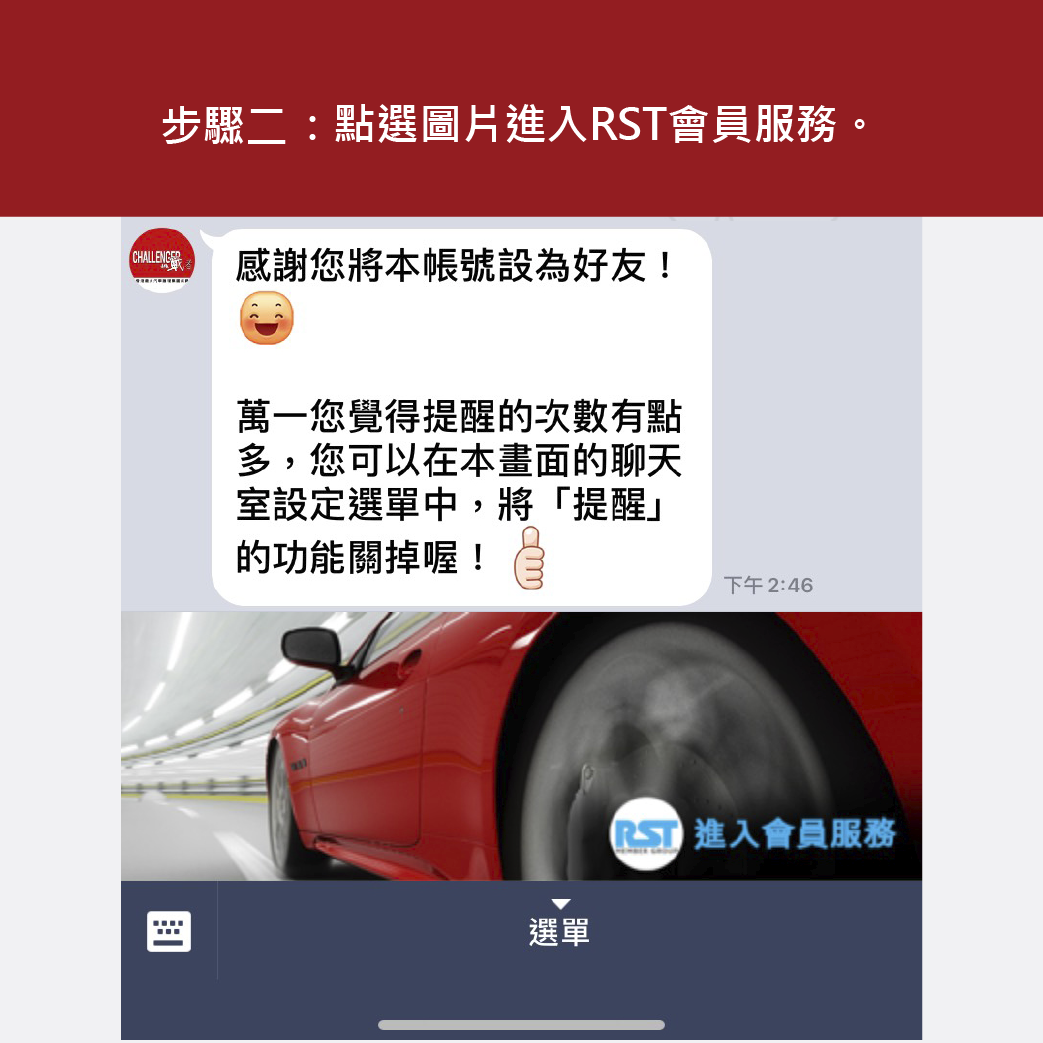 步驟二：點選圖片進入RST會員服務。
CHALLENGER
感謝您將本帳號設為好友！
萬一您覺得提醒的次數有點
多，您可以在本畫面的聊天
室設定選單中，將「提醒」
的功能關掉喔！
下午 2:46
RST
MEMBER GROUP
進入會員服務
選單